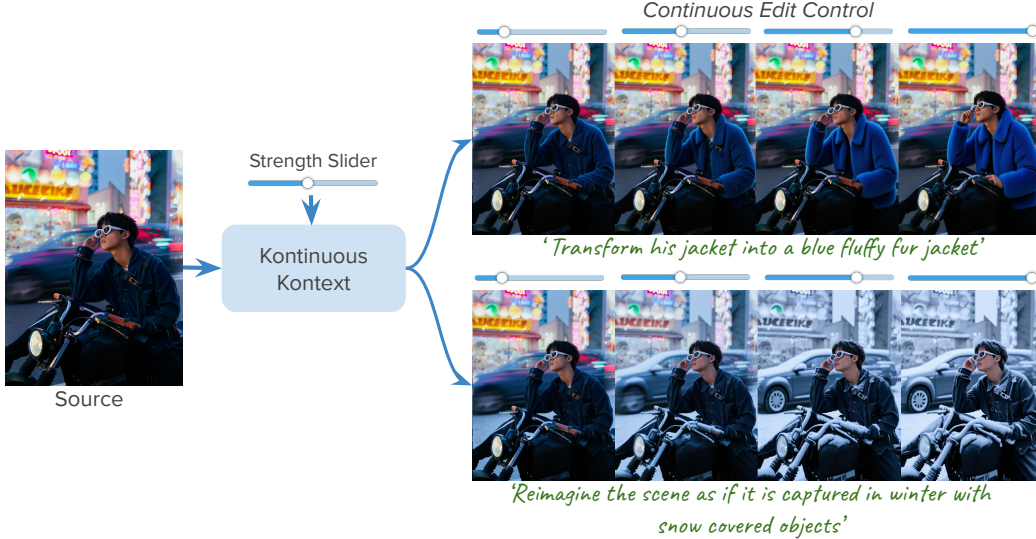 Continuous Edit Control
Strength Slider
Kontinuous
Kontext
Source
‘Transform his jacket into a blue fluffy fur jacket’
‘Reimagine the scene as if it is captured in winter with
snow covered objects’